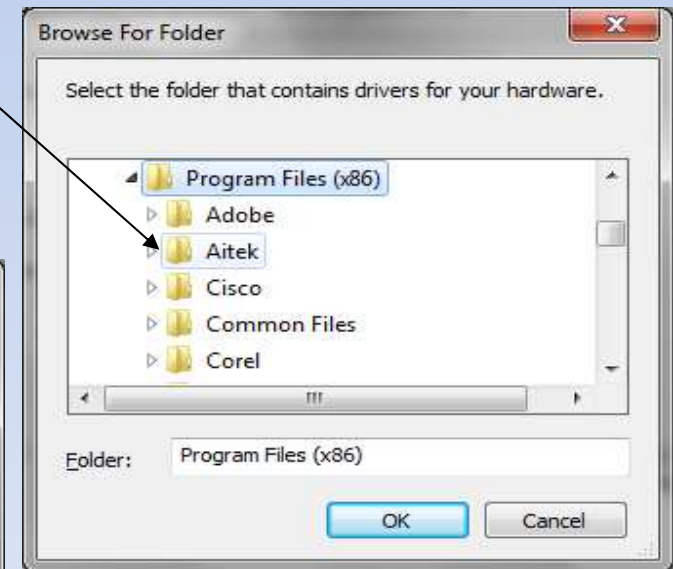 Browse For Folder
Select the folder that contains drivers for your hardware.
Program Files (x86)
Adobe
Aitek
Cisco
Common Files
Corel
Folder: Program Files (x86)
OK Cancel